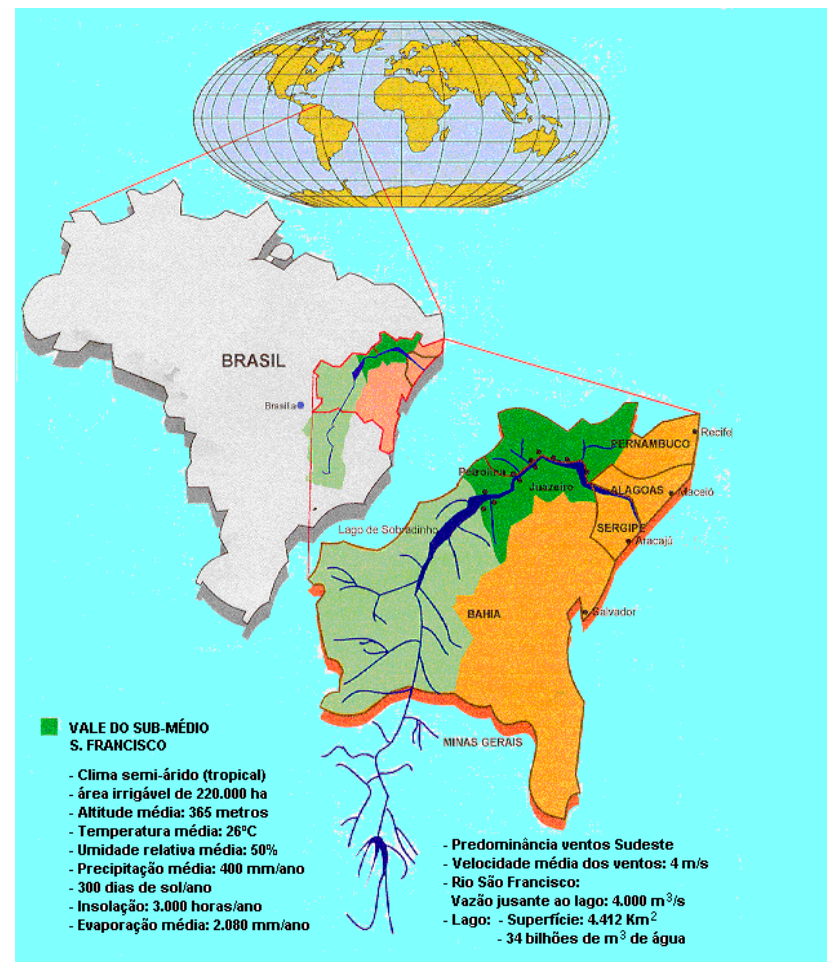 BRASIL
Brasília
PERNAMBUCO
Recife
Petrolina
Juazeiro
ALAGOAS
Maceió
SERGIPE
Lago de Sobradinho
Aracajú
BAHIA
Salvador
MINAS GERAIS
VALE DO SUB-MÉDIO
S. FRANCISCO
- Clima semi-árido (tropical)
- área irrigável de 220.000 ha
- Altitude média: 365 metros
- Temperatura média: 26ºC
- Umidade relativa média: 50%
- Precipitação média: 400 mm/ano
- 300 dias de sol/ano
- Insolação: 3.000 horas/ano
- Evaporação média: 2.080 mm/ano
- Predominância ventos Sudeste
- Velocidade média dos ventos: 4 m/s
- Rio São Francisco:
Vazão jusante ao lago: 4.000 m³/s
- Lago: - Superfície: 4.412 Km²
- 34 bilhões de m³ de água